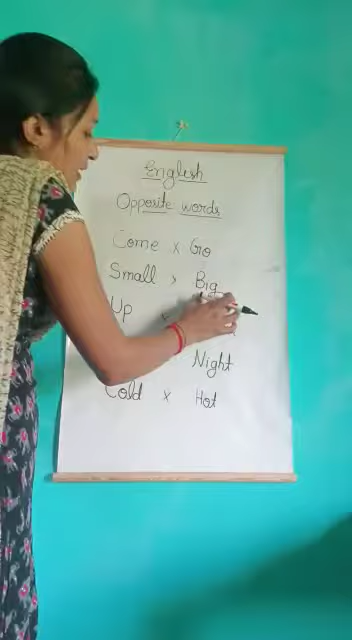 English
Opposite words
Come x Go
Small x Big
Up x
Night
Cold x Hot